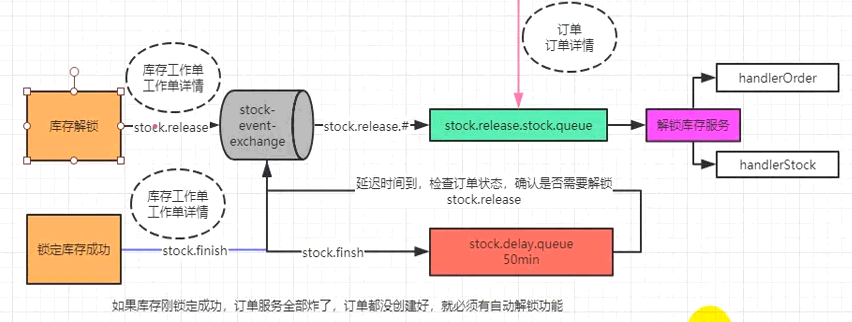 订单
订单详情
库存工作单
工作单详情
库存解锁
stock.release
stock-
event-
exchange
stock.release.#
stock.release.stock.queue
解锁库存服务
handlerOrder
handlerStock
库存工作单
工作单详情
延迟时间到，检查订单状态，确认是否需要解锁
stock.release
锁定库存成功
stock.finish
stock.finsh
stock.delay.queue
50min
如果库存刚锁定成功，订单服务全部炸了，订单都没创建好，就必须有自动解锁功能